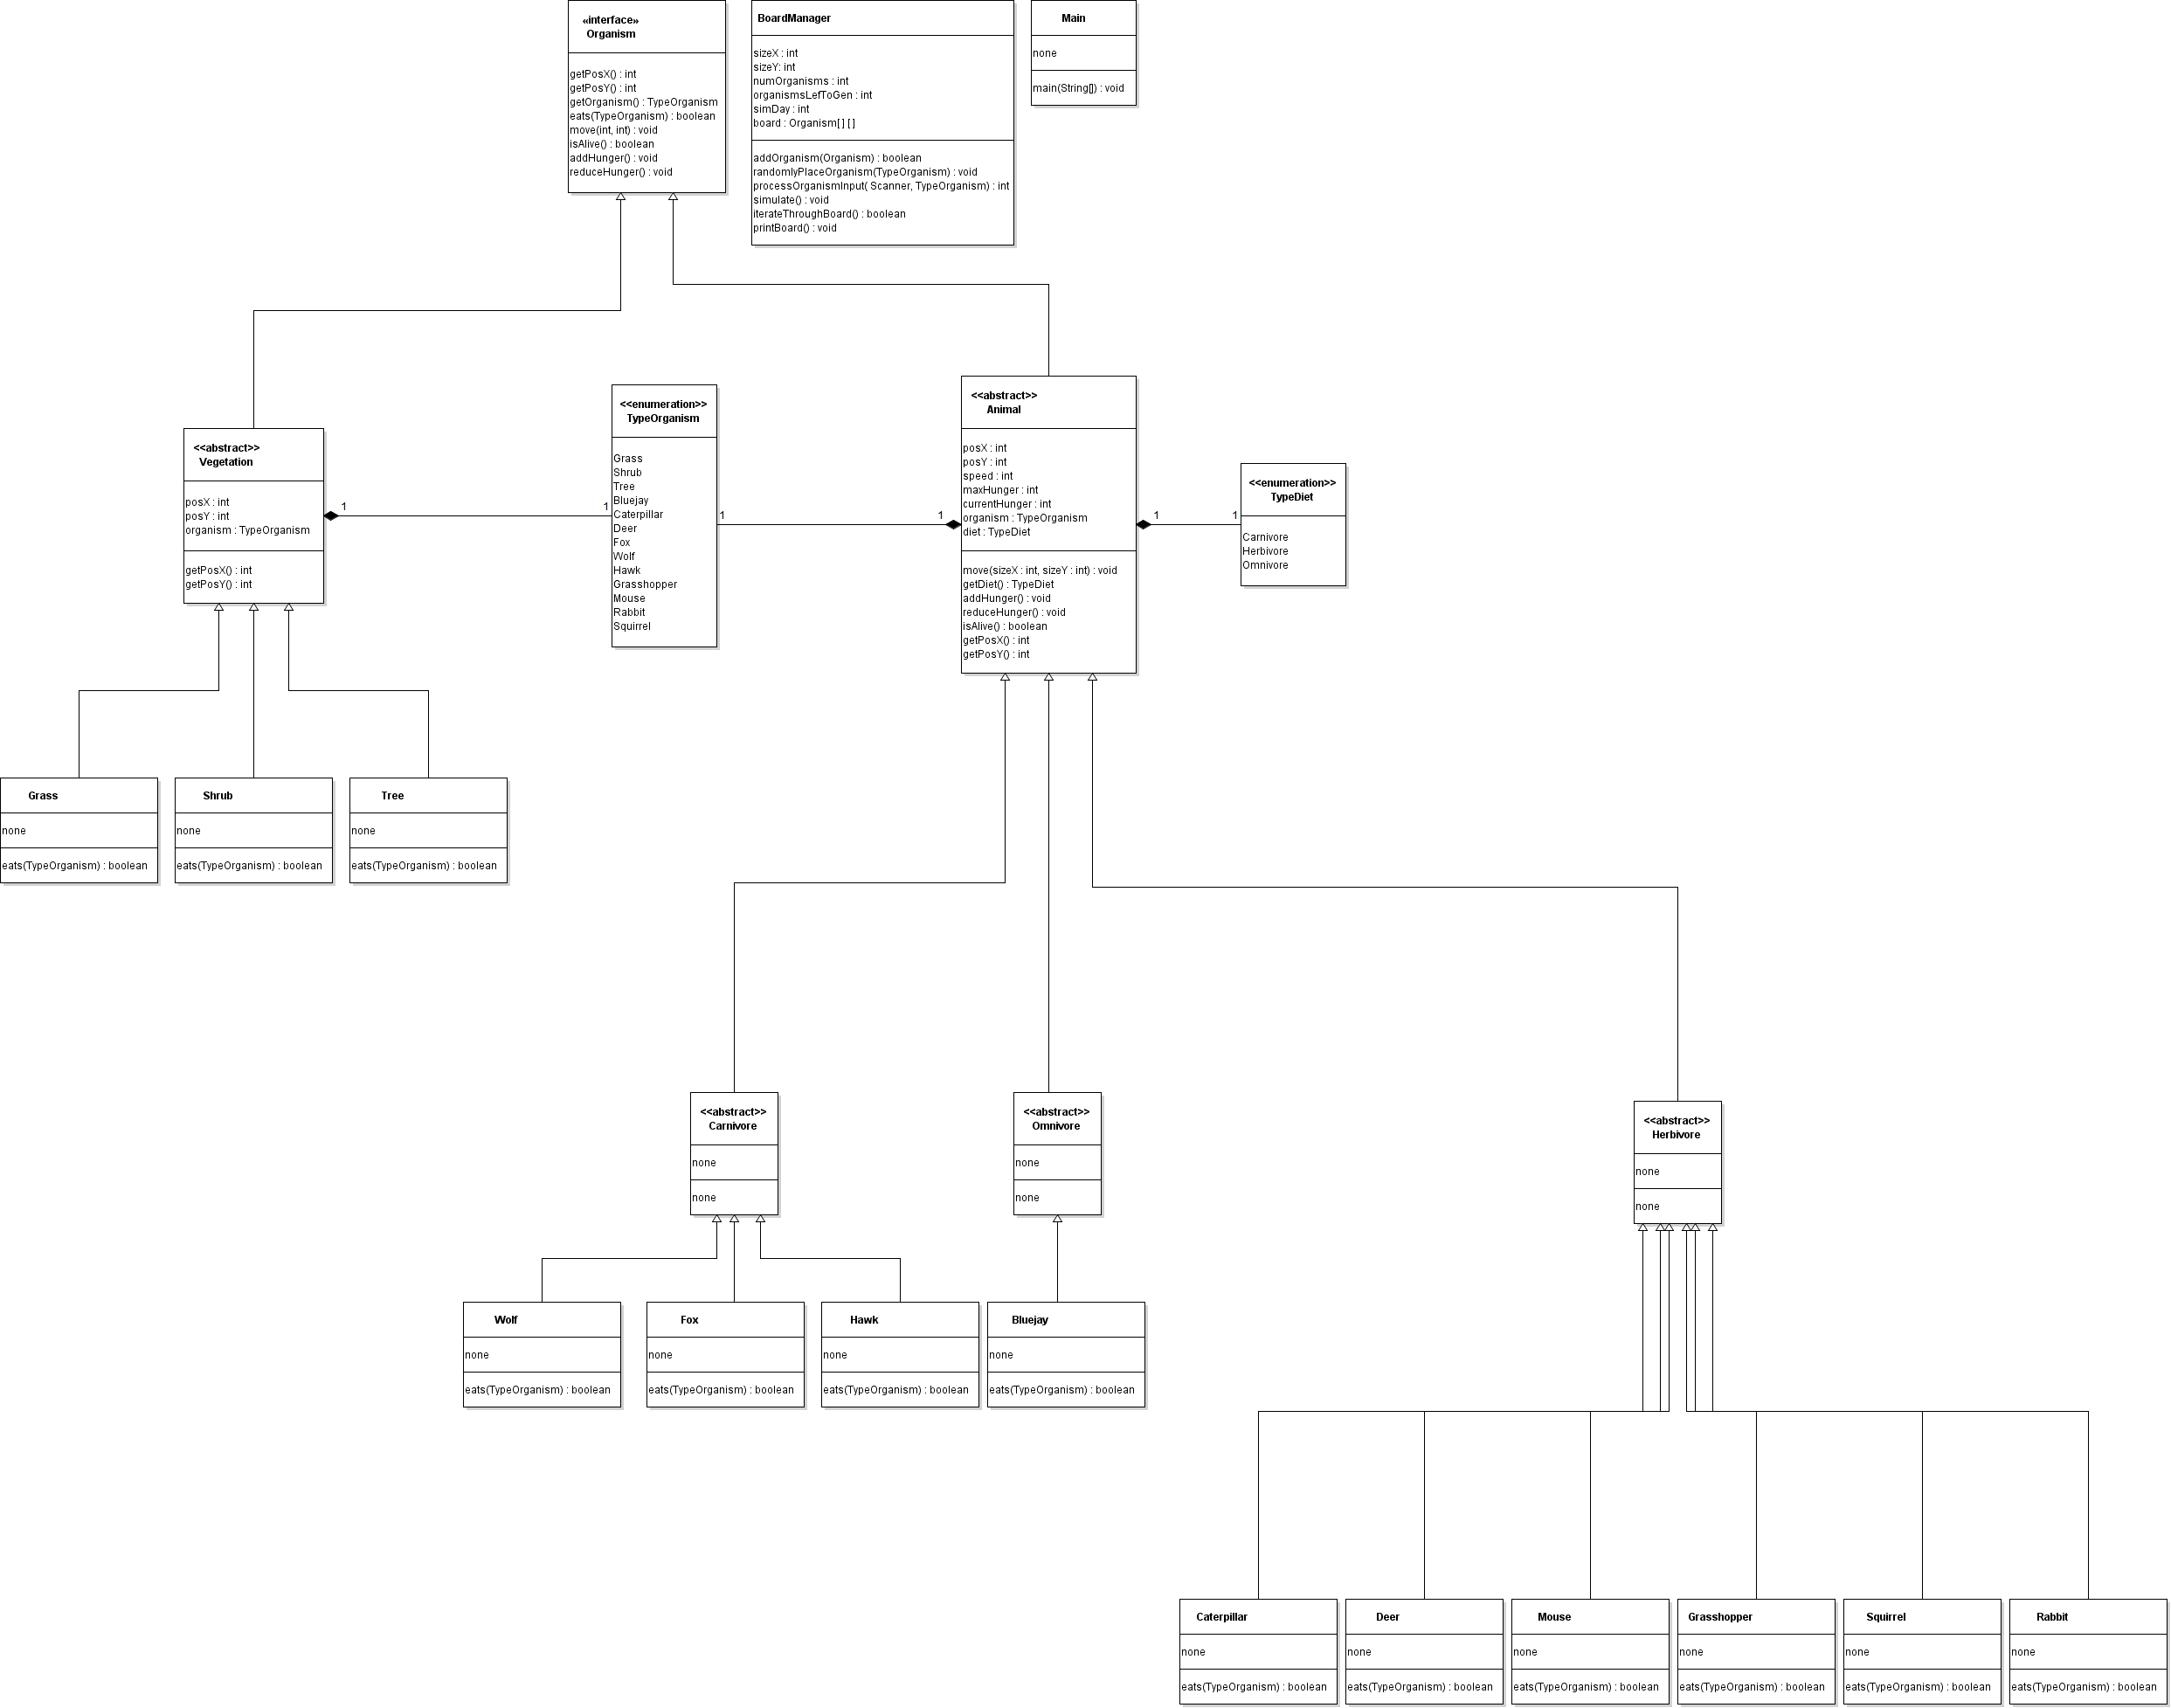 «interface»
Organism
getPosX() : int
getPosY() : int
getOrganism() : TypeOrganism
eats(TypeOrganism) : boolean
move(int, int) : void
isAlive() : boolean
addHunger() : void
reduceHunger() : void
BoardManager
sizeX : int
sizeY: int
numOrganisms : int
organismsLefToGen : int
simDay : int
board : Organism[ ] [ ]
addOrganism(Organism) : boolean
randomlyPlaceOrganism(TypeOrganism) : void
processOrganismInput( Scanner, TypeOrganism) : int
simulate() : void
iterateThroughBoard() : boolean
printBoard() : void
Main
none
main(String[]) : void
<<abstract>>
Vegetation
posX : int
posY : int
organism : TypeOrganism
getPosX() : int
getPosY() : int
1
1
<<enumeration>>
TypeOrganism
Grass
Shrub
Tree
Bluejay
Caterpillar
Deer
Fox
Wolf
Hawk
Grasshopper
Mouse
Rabbit
Squirrel
1
1
<<abstract>>
Animal
posX : int
posY : int
speed : int
maxHunger : int
currentHunger : int
organism : TypeOrganism
diet : TypeDiet
move(sizeX : int, sizeY : int) : void
getDiet() : TypeDiet
addHunger() : void
reduceHunger() : void
isAlive() : boolean
getPosX() : int
getPosY() : int
1
1
<<enumeration>>
TypeDiet
Carnivore
Herbivore
Omnivore
Grass
none
eats(TypeOrganism) : boolean
Shrub
none
eats(TypeOrganism) : boolean
Tree
none
eats(TypeOrganism) : boolean
<<abstract>>
Carnivore
none
none
<<abstract>>
Omnivore
none
none
<<abstract>>
Herbivore
none
none
Wolf
none
eats(TypeOrganism) : boolean
Fox
none
eats(TypeOrganism) : boolean
Hawk
none
eats(TypeOrganism) : boolean
Bluejay
none
eats(TypeOrganism) : boolean
Caterpillar
none
eats(TypeOrganism) : boolean
Deer
none
eats(TypeOrganism) : boolean
Mouse
none
eats(TypeOrganism) : boolean
Grasshopper
none
eats(TypeOrganism) : boolean
Squirrel
none
eats(TypeOrganism) : boolean
Rabbit
none
eats(TypeOrganism) : boolean